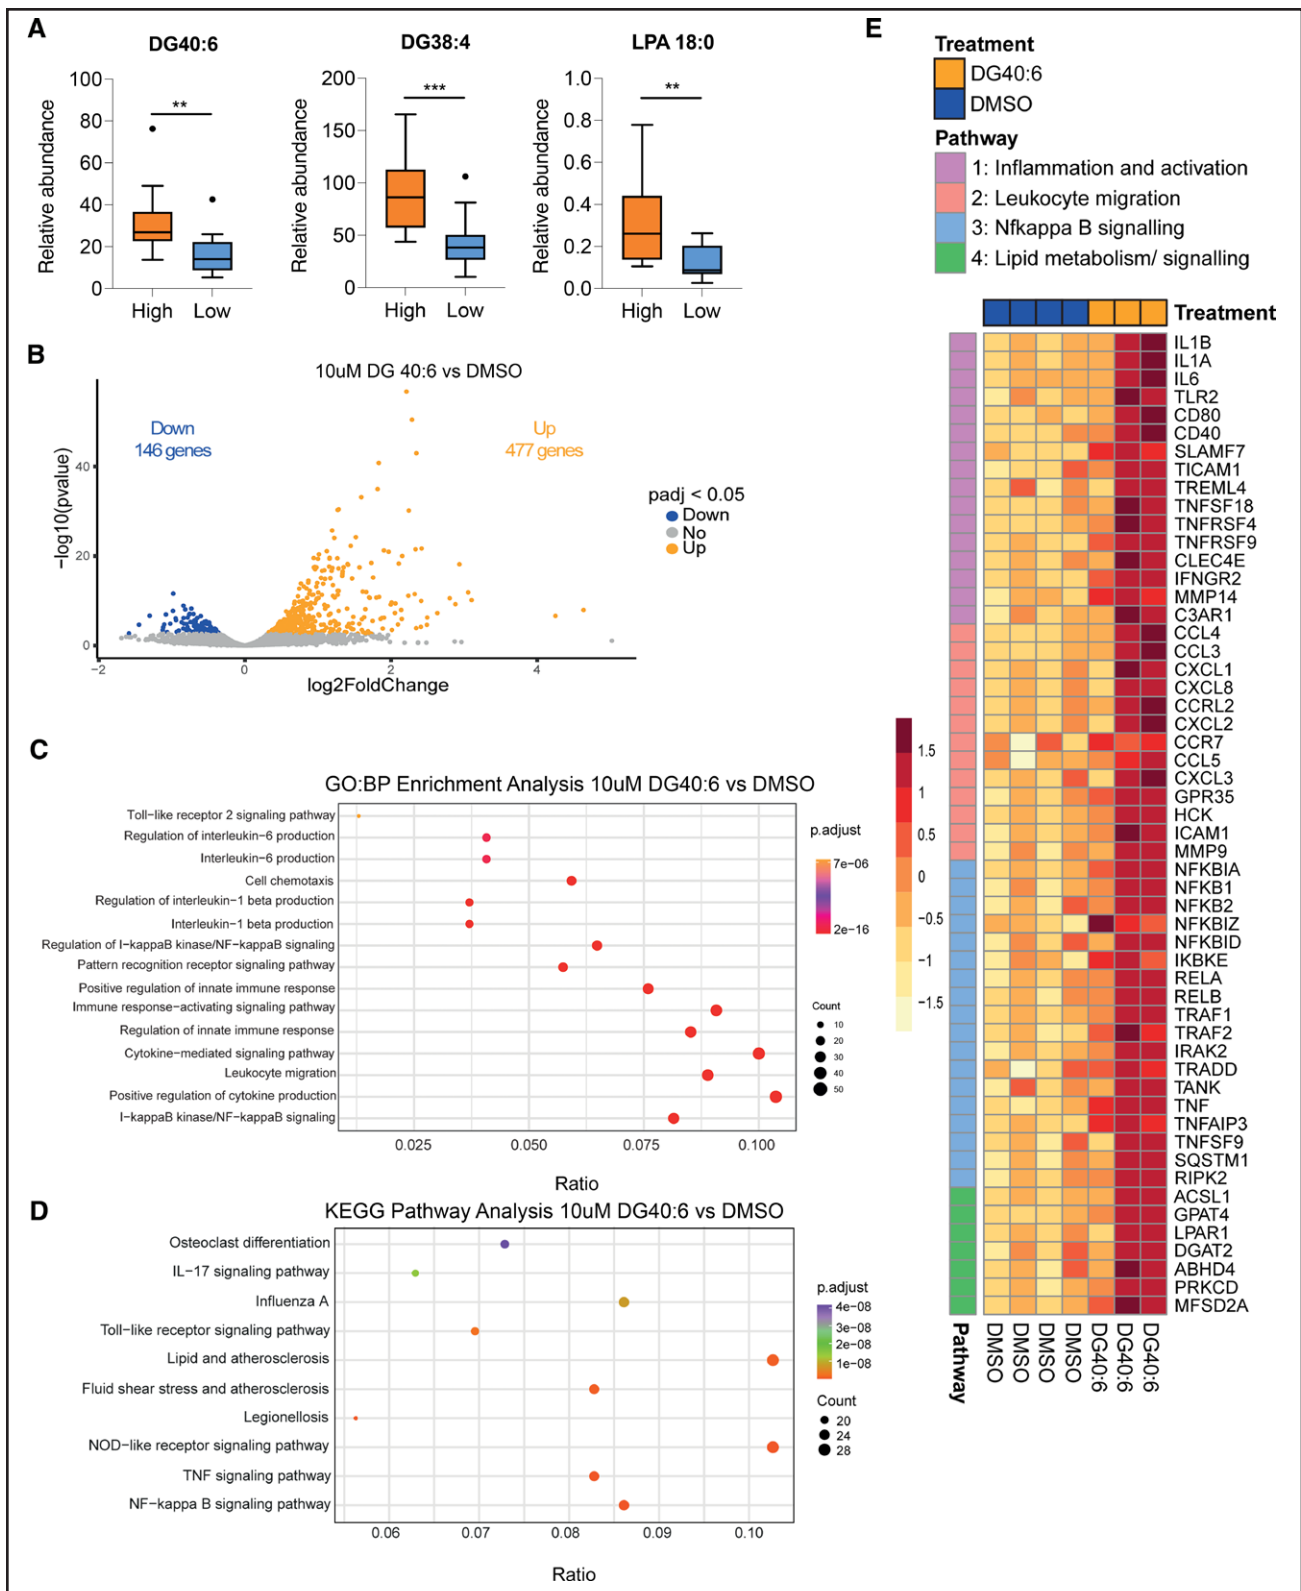 A
DG40:6
DG38:4
LPA 18:0
Relative abundance
100
80
60
40
20
0
**
High
Low
Relative abundance
200
150
100
50
0
***
High
Low
Relative abundance
1.0
0.8
0.6
0.4
0.2
0.0
**
High
Low
B
10uM DG 40:6 vs DMSO
Down
146 genes
Up
477 genes
−log10(pvalue)
40
20
0
−2
0
2
4
log2FoldChange
padj < 0.05
Down
No
Up
C
GO:BP Enrichment Analysis 10uM DG40:6 vs DMSO
Toll−like receptor 2 signaling pathway
Regulation of interleukin−6 production
Interleukin−6 production
Cell chemotaxis
Regulation of interleukin−1 beta production
Interleukin−1 beta production
Regulation of I−kappaB kinase/NF−kappaB signaling
Pattern recognition receptor signaling pathway
Positive regulation of innate immune response
Immune response−activating signaling pathway
Regulation of innate immune response
Cytokine−mediated signaling pathway
Leukocyte migration
Positive regulation of cytokine production
I−kappaB kinase/NF−kappaB signaling
0.025
0.050
0.075
0.100
Ratio
p.adjust
7e−06
2e−16
Count
10
20
30
40
50
D
KEGG Pathway Analysis 10uM DG40:6 vs DMSO
Osteoclast differentiation
IL−17 signaling pathway
Influenza A
Toll−like receptor signaling pathway
Lipid and atherosclerosis
Fluid shear stress and atherosclerosis
Legionellosis
NOD−like receptor signaling pathway
TNF signaling pathway
NF−kappa B signaling pathway
0.06
0.07
0.08
0.09
0.10
Ratio
p.adjust
4e−08
3e−08
2e−08
1e−08
Count
20
24
28
E
Treatment
DG40:6
DMSO
Pathway
1: Inflammation and activation
2: Leukocyte migration
3: Nfkappa B signalling
4: Lipid metabolism/ signalling
Treatment
IL1B
IL1A
IL6
TLR2
CD80
CD40
SLAMF7
TICAM1
TREML4
TNFSF18
TNFRSF4
TNFRSF9
CLEC4E
IFNGR2
MMP14
C3AR1
CCL4
CCL3
CXCL1
CXCL8
CCRL2
CXCL2
CCR7
CCL5
CXCL3
GPR35
HCK
ICAM1
MMP9
NFKBIA
NFKB1
NFKB2
NFKBIZ
NFKBID
IKBKE
RELA
RELB
TRAF1
TRAF2
IRAK2
TRADD
TANK
TNF
TNFAIP3
TNFSF9
SQSTM1
RIPK2
ACSL1
GPAT4
LPAR1
DGAT2
ABHD4
PRKCD
MFSD2A
1.5
1
0.5
0
−0.5
−1
−1.5
Pathway
DMSO
DMSO
DMSO
DMSO
DG40:6
DG40:6
DG40:6